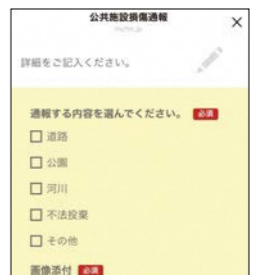 公共施設損傷通報
詳細をご記入ください。
通報する内容を選んでください。 必須
道路
公園
河川
不法投棄
その他
画像添付 必須